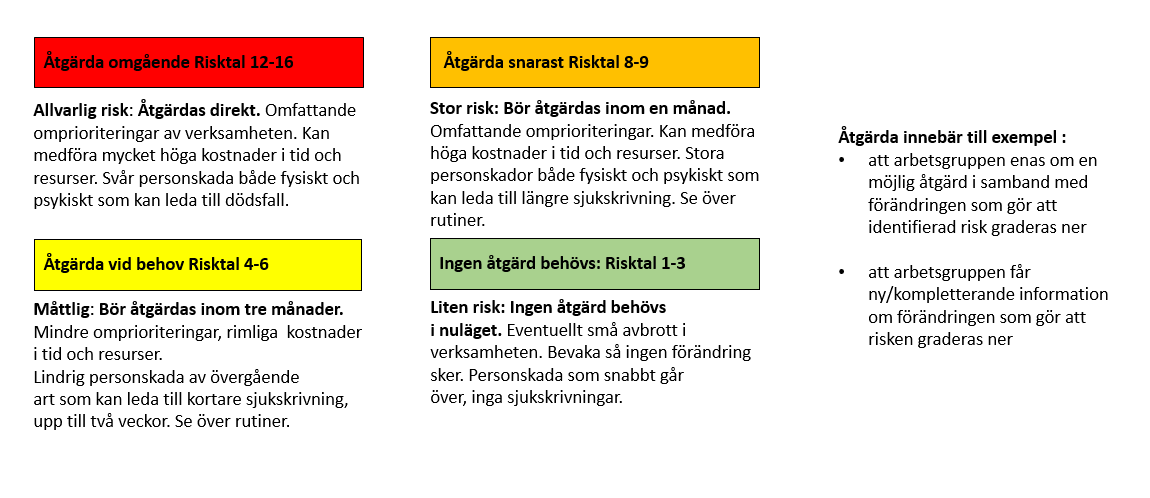 Åtgärda omgående Risktal 12-16
Allvarlig risk: Åtgärdas direkt. Omfattande
omprioriteringar av verksamheten. Kan
medföra mycket höga kostnader i tid och
resurser. Svår personskada både fysiskt och
psykiskt som kan leda till dödsfall.
Åtgärda snarast Risktal 8-9
Stor risk: Bör åtgärdas inom en månad.
Omfattande omprioriteringar. Kan medföra
höga kostnader i tid och resurser. Stora
personskador både fysiskt och psykiskt som
kan leda till längre sjukskrivning. Se över
rutiner.
Åtgärda vid behov Risktal 4-6
Måttlig: Bör åtgärdas inom tre månader.
Mindre omprioriteringar, rimliga kostnader
i tid och resurser.
Lindrig personskada av övergående
art som kan leda till kortare sjukskrivning,
upp till två veckor. Se över rutiner.
Ingen åtgärd behövs: Risktal 1-3
Liten risk: Ingen åtgärd behövs
i nuläget. Eventuellt små avbrott i
verksamheten. Bevaka så ingen förändring
sker. Personskada som snabbt går
över, inga sjukskrivningar.
Åtgärda innebär till exempel :
• att arbetsgruppen enas om en
möjlig åtgärd i samband med
förändringen som gör att
identifierad risk graderas ner
• att arbetsgruppen får
ny/kompletterande information
om förändringen som gör att
risken graderas ner